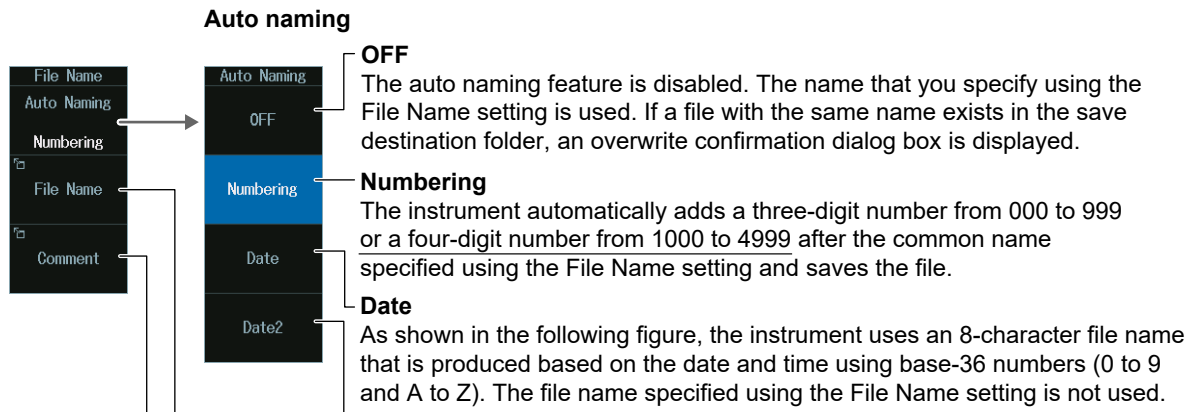 Auto naming
File Name
Auto Naming
Numbering
File Name
Comment
Auto Naming
OFF
Numbering
Date
Date2
OFF
The auto naming feature is disabled. The name that you specify using the
File Name setting is used. If a file with the same name exists in the save
destination folder, an overwrite confirmation dialog box is displayed.
Numbering
The instrument automatically adds a three-digit number from 000 to 999
or a four-digit number from 1000 to 4999 after the common name
specified using the File Name setting and saves the file.
Date
As shown in the following figure, the instrument uses an 8-character file name
that is produced based on the date and time using base-36 numbers (0 to 9
and A to Z). The file name specified using the File Name setting is not used.